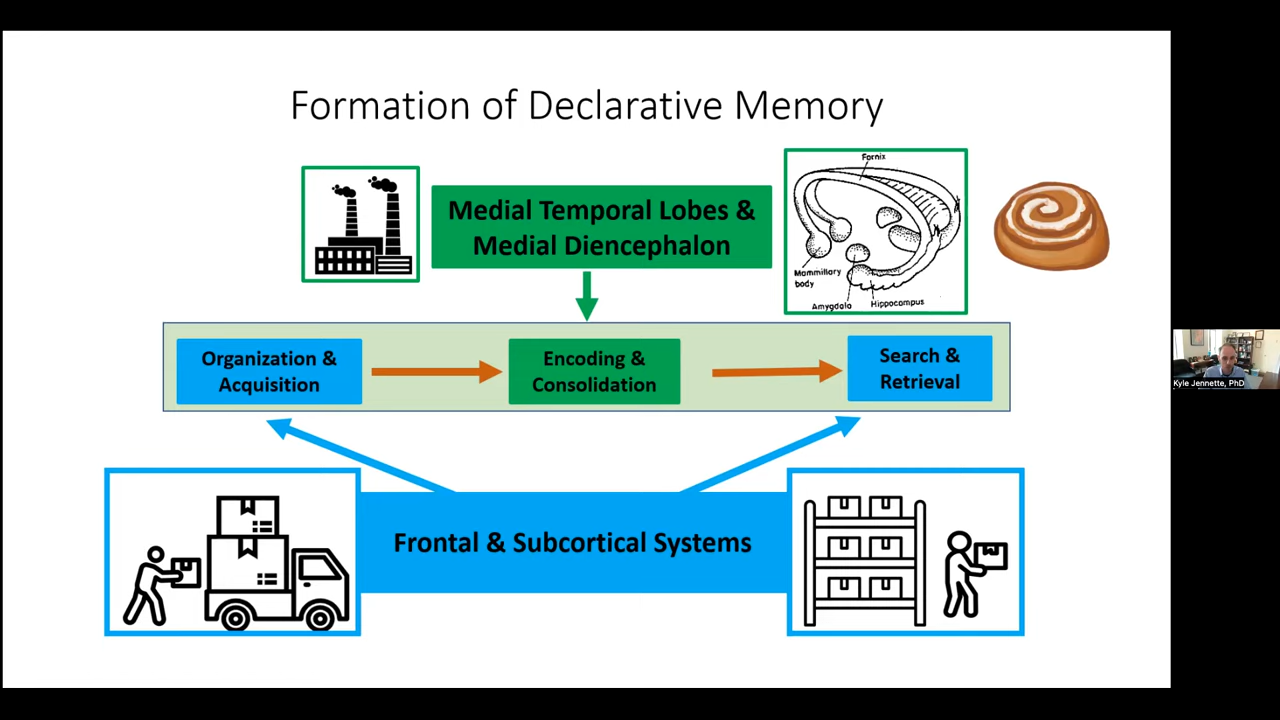 Formation of Declarative Memory
Medial Temporal Lobes &
Medial Diencephalon
Fornix
Mammillary
body
Amygdala
Hippocampus
Organization &
Acquisition
Encoding &
Consolidation
Search &
Retrieval
Frontal & Subcortical Systems
Kyle Jennette, PhD